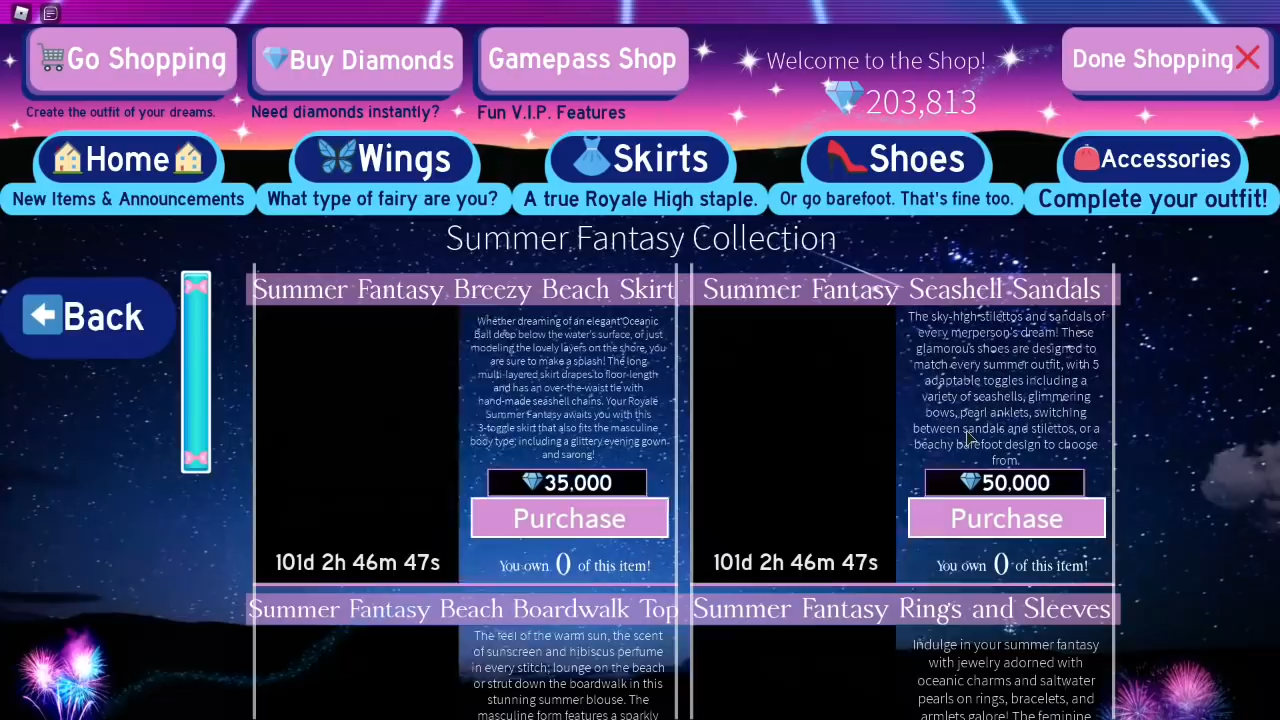 Go Shopping
Buy Diamonds
Gamepass Shop
Welcome to the Shop!
Done Shopping
203,813
Create the outfit of your dreams.
Need diamonds instantly?
Fun V.I.P. Features
Home
Wings
Skirts
Shoes
Accessories
New Items & Announcements
What type of fairy are you?
A true Royale High staple.
Or go barefoot. That's fine too.
Complete your outfit!
Summer Fantasy Collection
Back
Summer Fantasy Breezy Beach Skirt
Whether dreaming of an elegant Oceanic
Ball deep below the water's surface, or just
modeling the lovely layers on the shore, you
are sure to make a splash! The long
multi-layered skirt drapes to floor-length
and has an over-the-waist tie with
hand-made seashell chains. Your Royale
Summer Fantasy awaits you with this
3-toggle skirt that also fits the masculine
body type, including a glittery evening gown
and sarong!
35,000
Purchase
101d 2h 46m 47s
You own 0 of this item!
Summer Fantasy Seashell Sandals
The sky-high stilettos and sandals of
every merperson's dream! These
glamorous shoes are designed to
match every summer outfit, with 5
adaptable toggles including a
variety of seashells, glimmering
bows, pearl anklets, switching
between sandals and stilettos, or a
beachy barefoot design to choose
from.
50,000
Purchase
101d 2h 46m 47s
You own 0 of this item!
Summer Fantasy Beach Boardwalk Top
The feel of the warm sun, the scent
of sunscreen and hibiscus perfume
in every stitch; lounge on the beach
or strut down the boardwalk in this
stunning summer blouse. The
masculine form features a sparkly
Summer Fantasy Rings and Sleeves
Indulge in your summer fantasy
with jewelry adorned with
oceanic charms and saltwater
pearls on rings, bracelets, and
armlets galore! The feminine